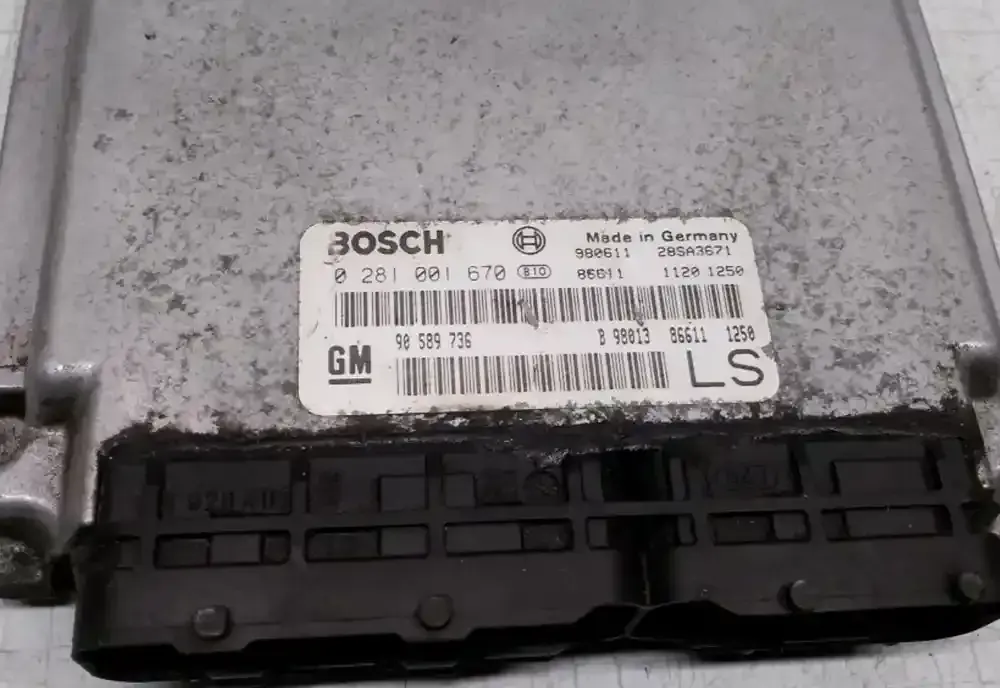 BOSCH Made in Germany
980611 28SA3671
0 281 001 670 B10 86611 1120 1250
90 589 736 B 98013 86611 1250
GM LS